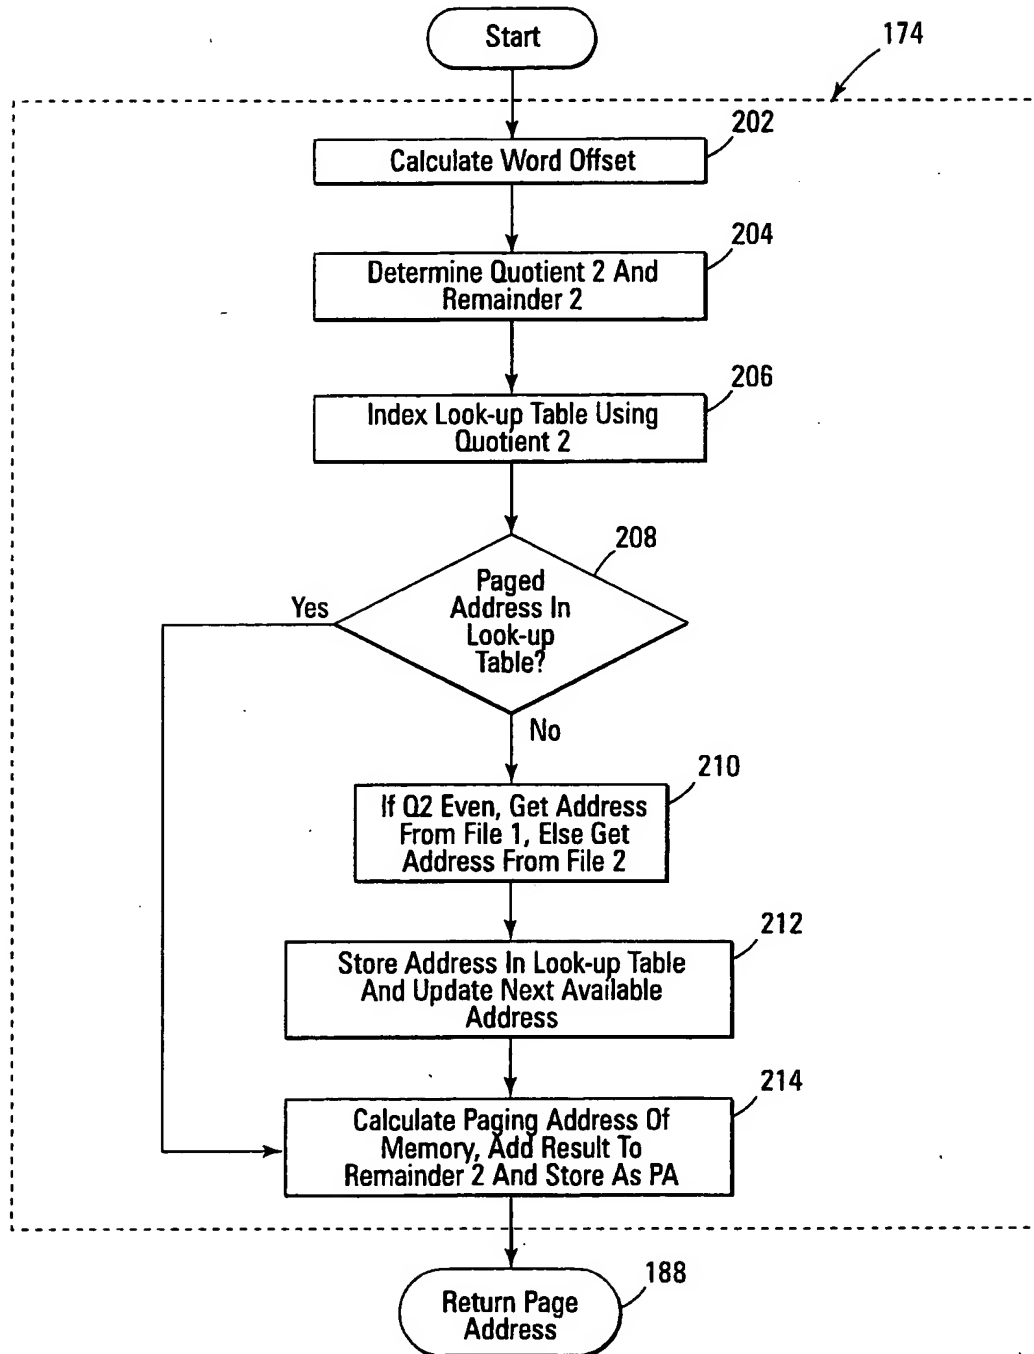 Start
174
202
Calculate Word Offset
204
Determine Quotient 2 And
Remainder 2
206
Index Look-up Table Using
Quotient 2
208
Paged
Address In
Look-up
Table?
Yes
No
210
If Q2 Even, Get Address
From File 1, Else Get
Address From File 2
212
Store Address In Look-up Table
And Update Next Available
Address
214
Calculate Paging Address Of
Memory, Add Result To
Remainder 2 And Store As PA
188
Return Page
Address